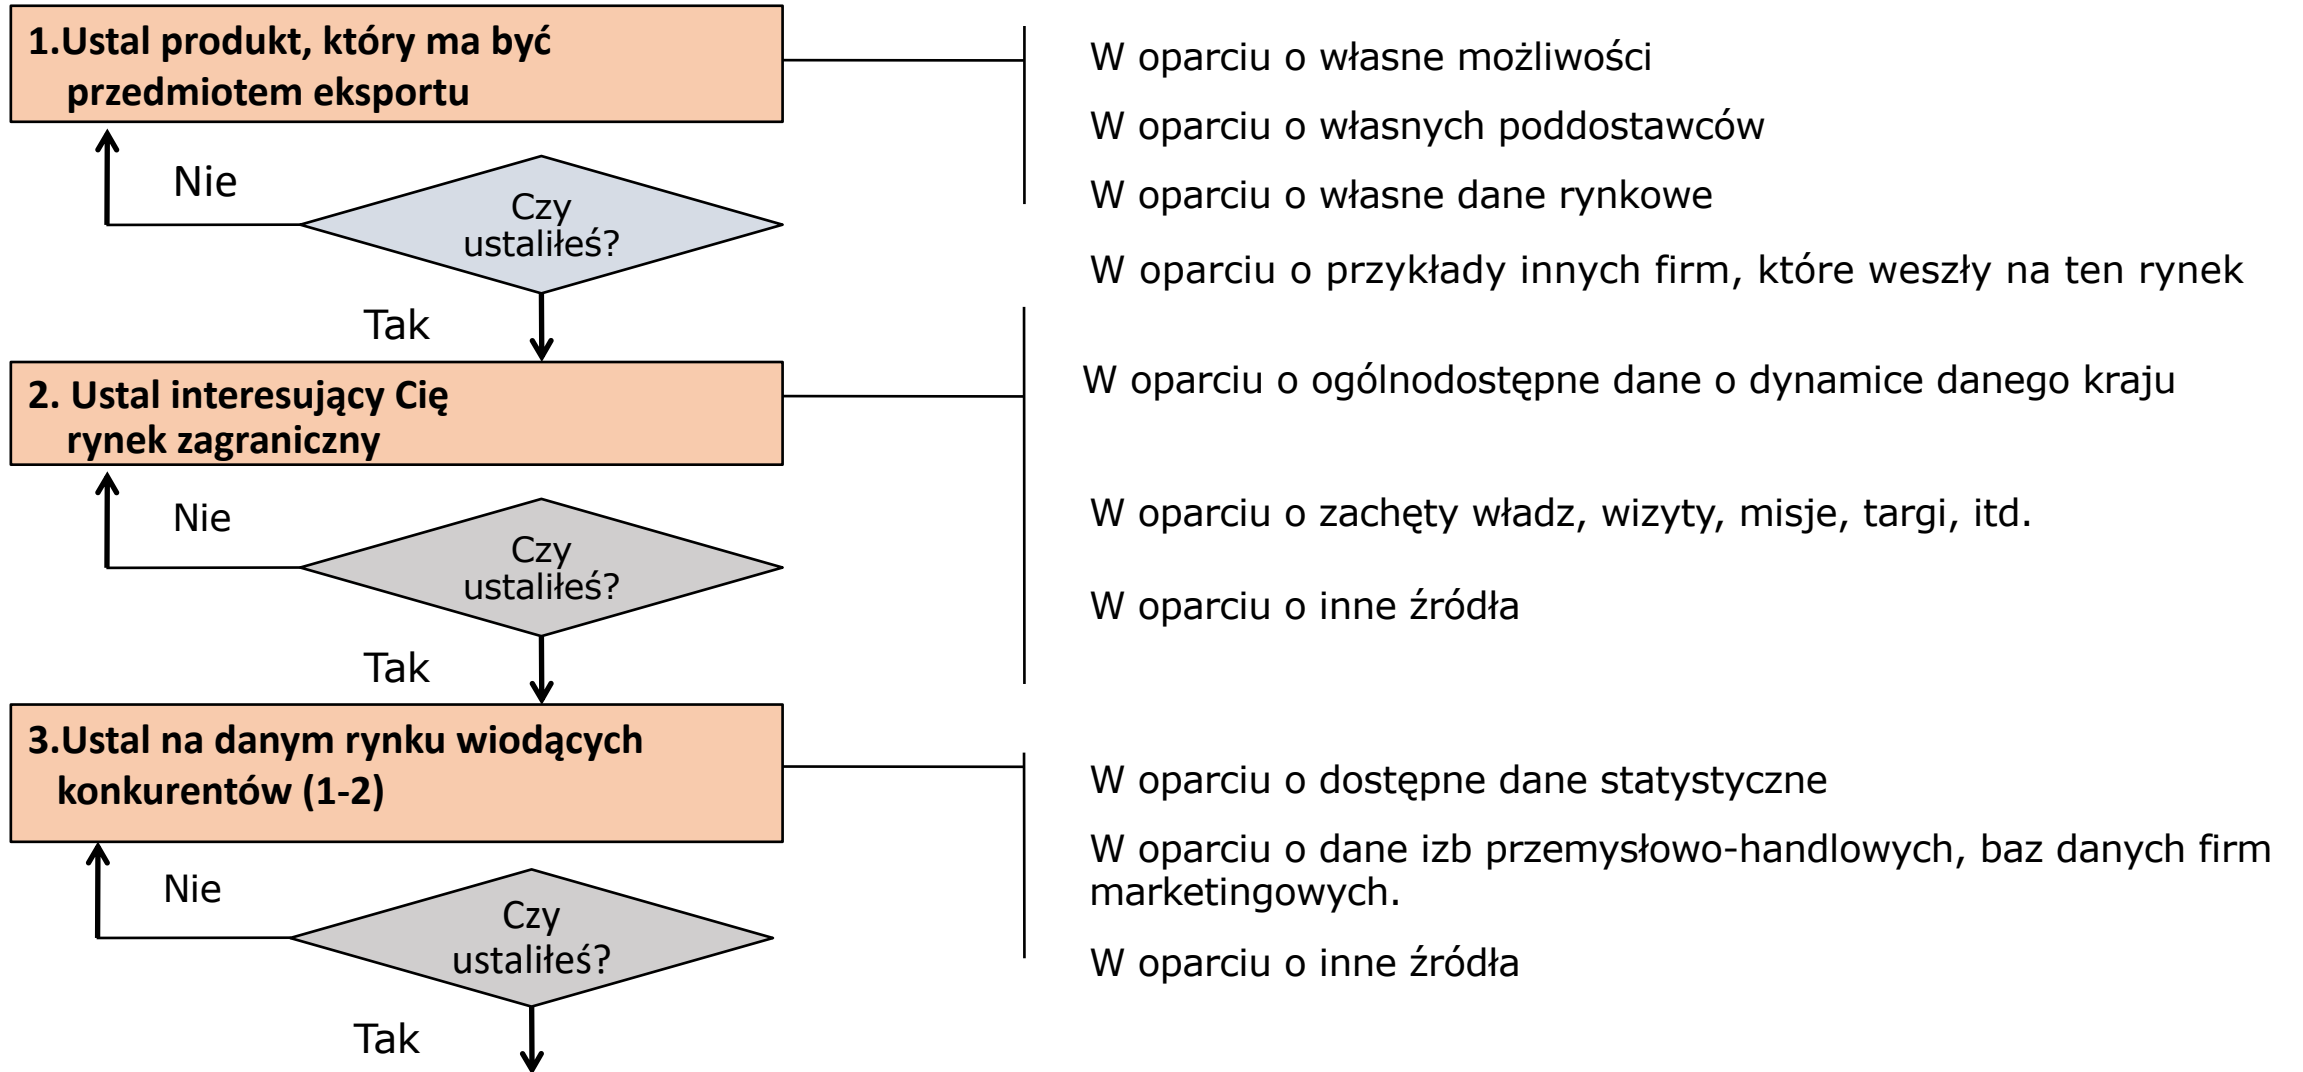 1.Ustal produkt, który ma być
przedmiotem eksportu
W oparciu o własne możliwości
W oparciu o własnych poddostawców
W oparciu o własne dane rynkowe
Nie
Czy
ustaliłeś?
W oparciu o przykłady innych firm, które weszły na ten rynek
Tak
2. Ustal interesujący Cię
rynek zagraniczny
W oparciu o ogólnodostępne dane o dynamice danego kraju
W oparciu o zachęty władz, wizyty, misje, targi, itd.
Nie
Czy
ustaliłeś?
W oparciu o inne źródła
Tak
3.Ustal na danym rynku wiodących
konkurentów (1-2)
W oparciu o dostępne dane statystyczne
W oparciu o dane izb przemysłowo-handlowych, baz danych firm
marketingowych.
Nie
Czy
ustaliłeś?
W oparciu o inne źródła
Tak